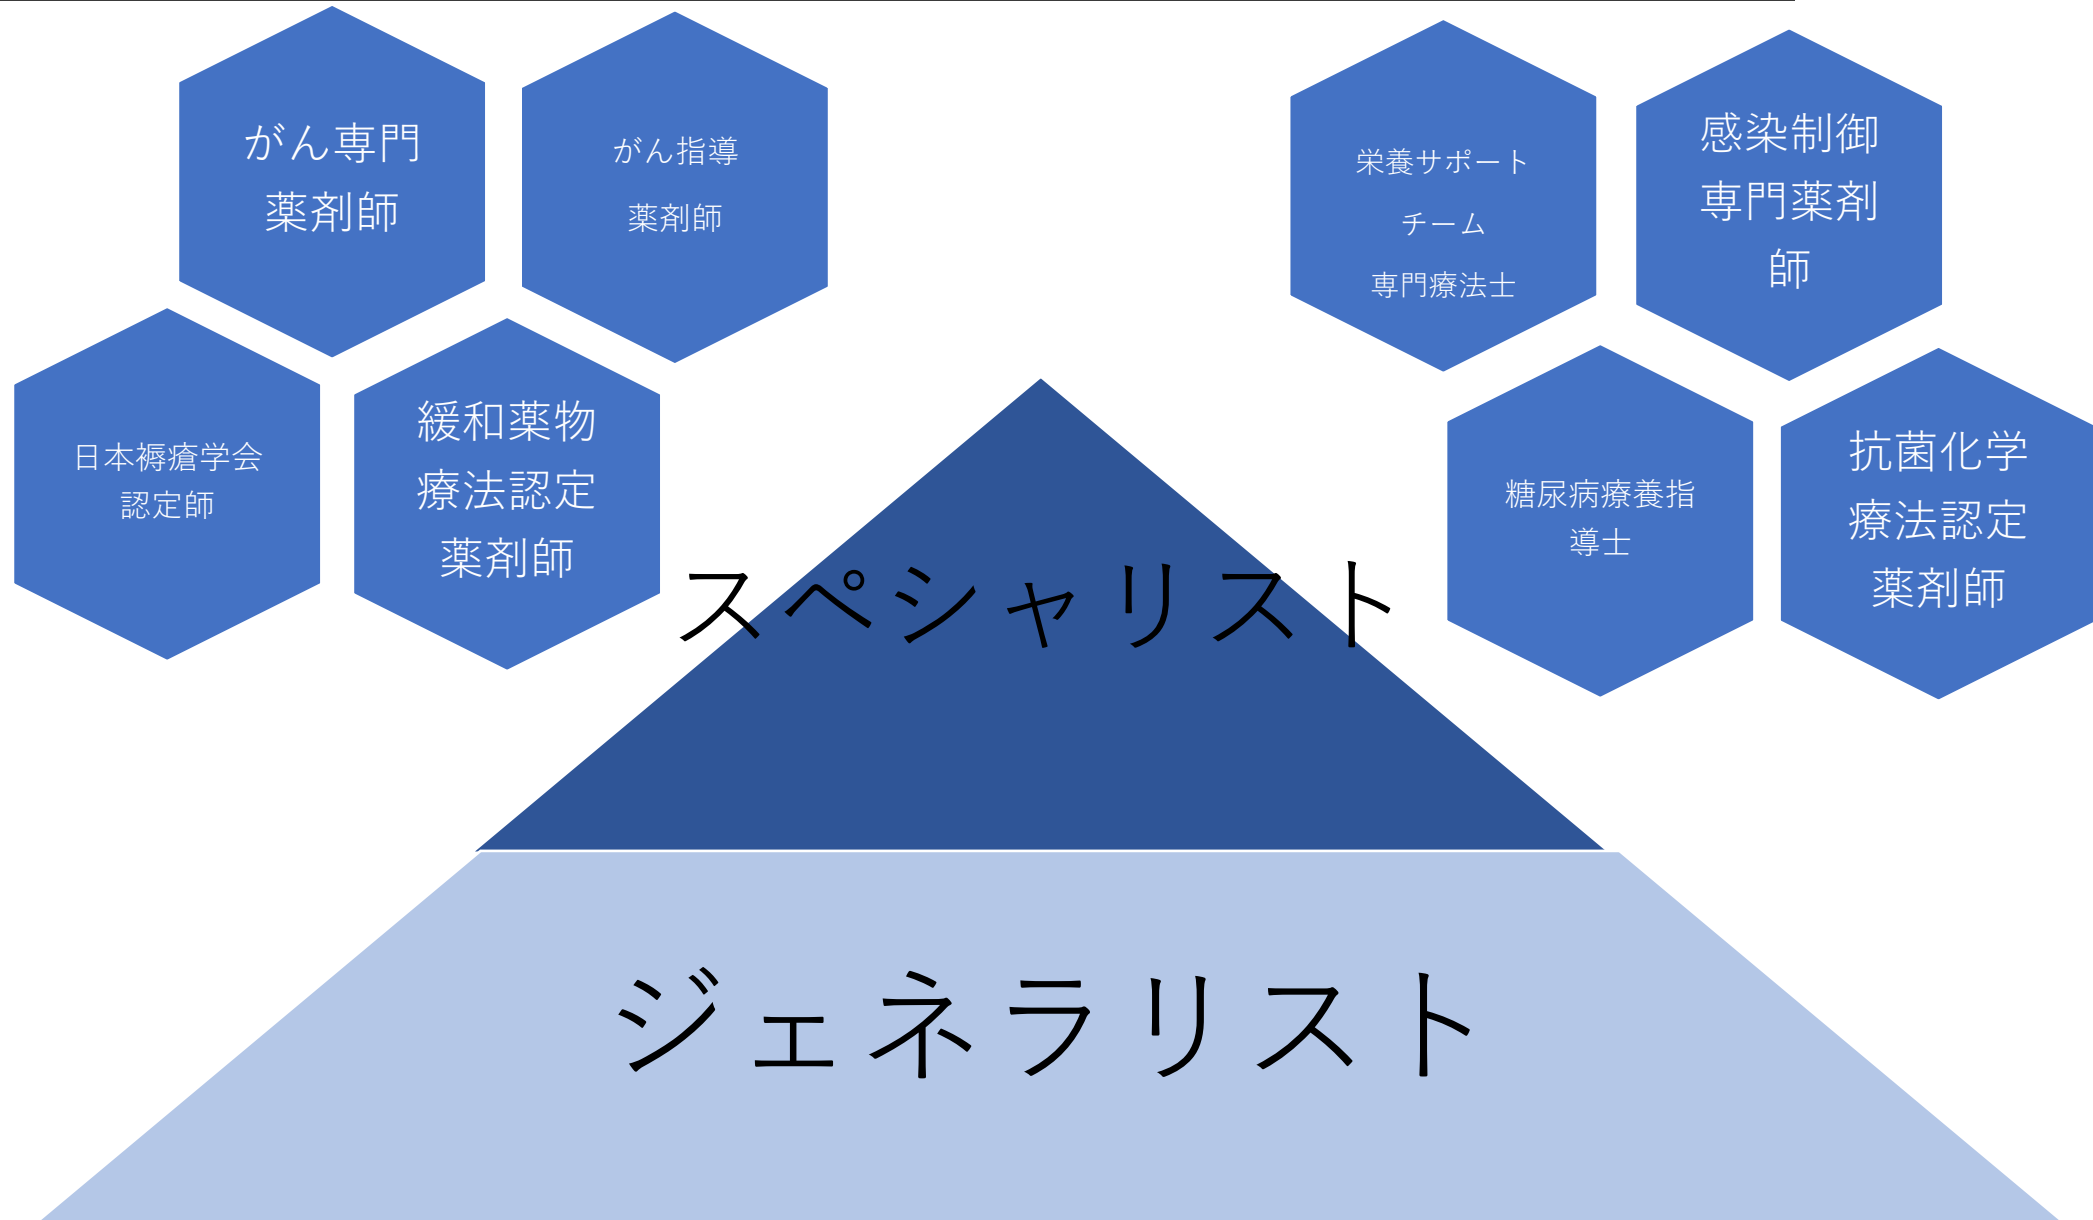 がん専門
薬剤師
がん指導
薬剤師
栄養サポート
チーム
専門療法士
感染制御
専門薬剤
師
日本褥瘡学会
認定師
緩和薬物
療法認定
薬剤師
糖尿病療養指
導士
抗菌化学
療法認定
薬剤師
スペシャリスト
ジェネラリスト